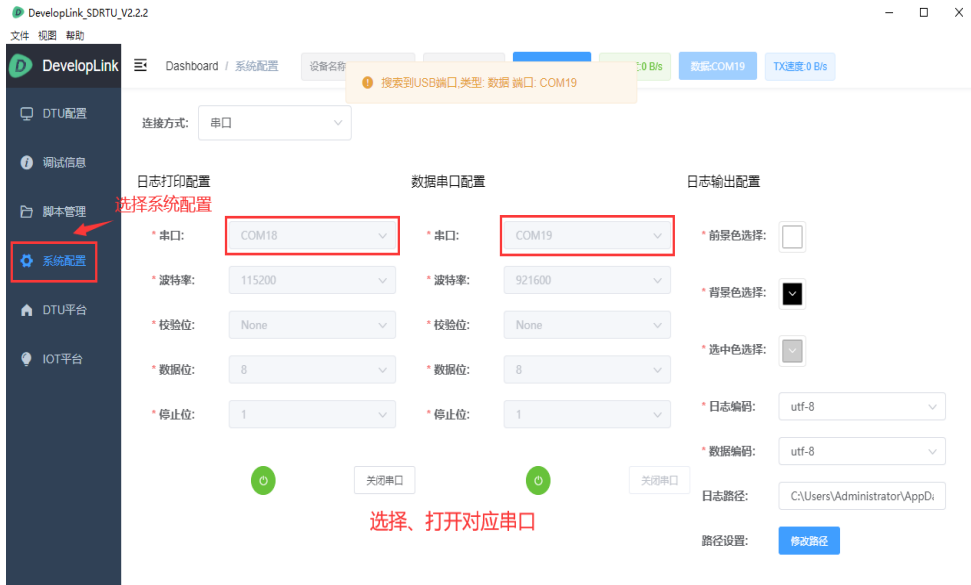 DevelopLink_SDRTU_V2.2.2
文件 视图 帮助
DevelopLink
Dashboard / 系统配置
设备名称
:0 B/s
数据:COM19
TX速度:0 B/s
搜索到USB端口,类型: 数据 端口: COM19
DTU配置
调试信息
脚本管理
系统配置
DTU平台
IOT平台
选择系统配置
连接方式: 串口
日志打印配置
* 串口: COM18
* 波特率: 115200
* 校验位: None
* 数据位: 8
* 停止位: 1
关闭串口
数据串口配置
* 串口: COM19
* 波特率: 921600
* 校验位: None
* 数据位: 8
* 停止位: 1
关闭串口
选择、打开对应串口
日志输出配置
* 前景色选择:
* 背景色选择:
* 选中色选择:
* 日志编码: utf-8
* 数据编码: utf-8
日志路径: C:\Users\Administrator\AppDa
路径设置: 修改路径